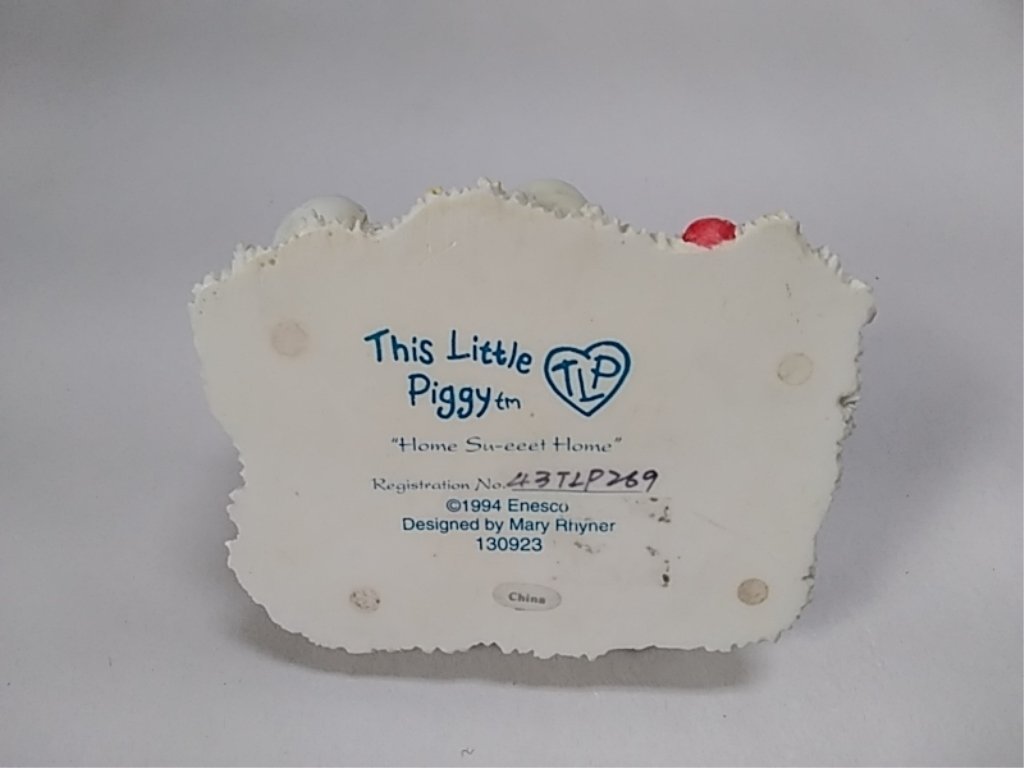 This Little
Piggy tm
TLP
"Home Su-eeet Home"
Registration No. 43TLP269
©1994 Enesco
Designed by Mary Rhyner
130923
China